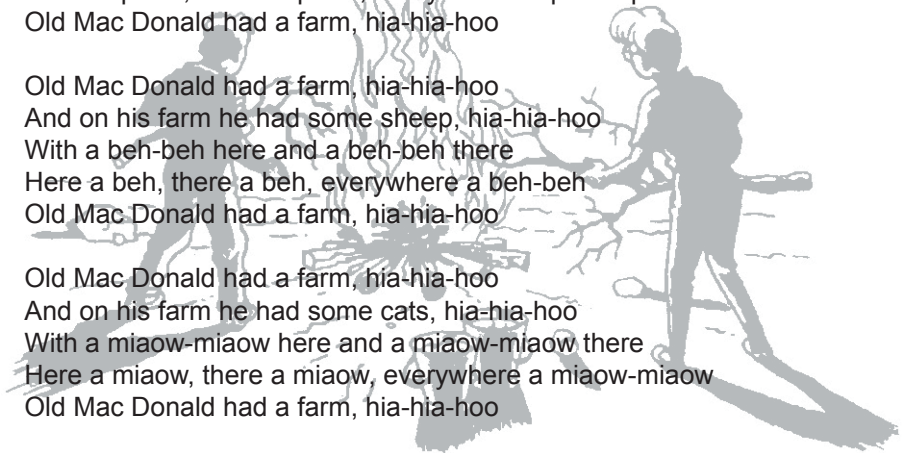 Old Mac Donald had a farm, hia-hia-hoo
Old Mac Donald had a farm, hia-hia-hoo
And on his farm he had some sheep, hia-hia-hoo
With a beh-beh here and a beh-beh there
Here a beh, there a beh, everywhere a beh-beh
Old Mac Donald had a farm, hia-hia-hoo
Old Mac Donald had a farm, hia-hia-hoo
And on his farm he had some cats, hia-hia-hoo
With a miaow-miaow here and a miaow-miaow there
Here a miaow, there a miaow, everywhere a miaow-miaow
Old Mac Donald had a farm, hia-hia-hoo